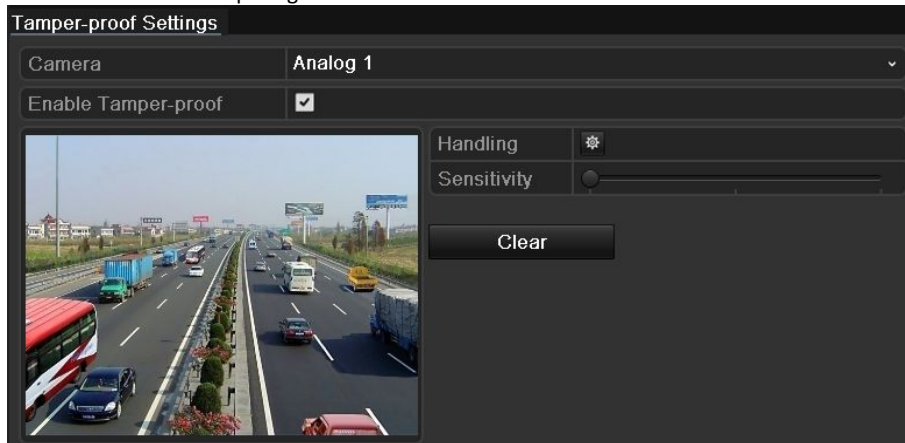 Tamper-proof Settings
Camera Analog 1
Enable Tamper-proof
Handling
Sensitivity
Clear